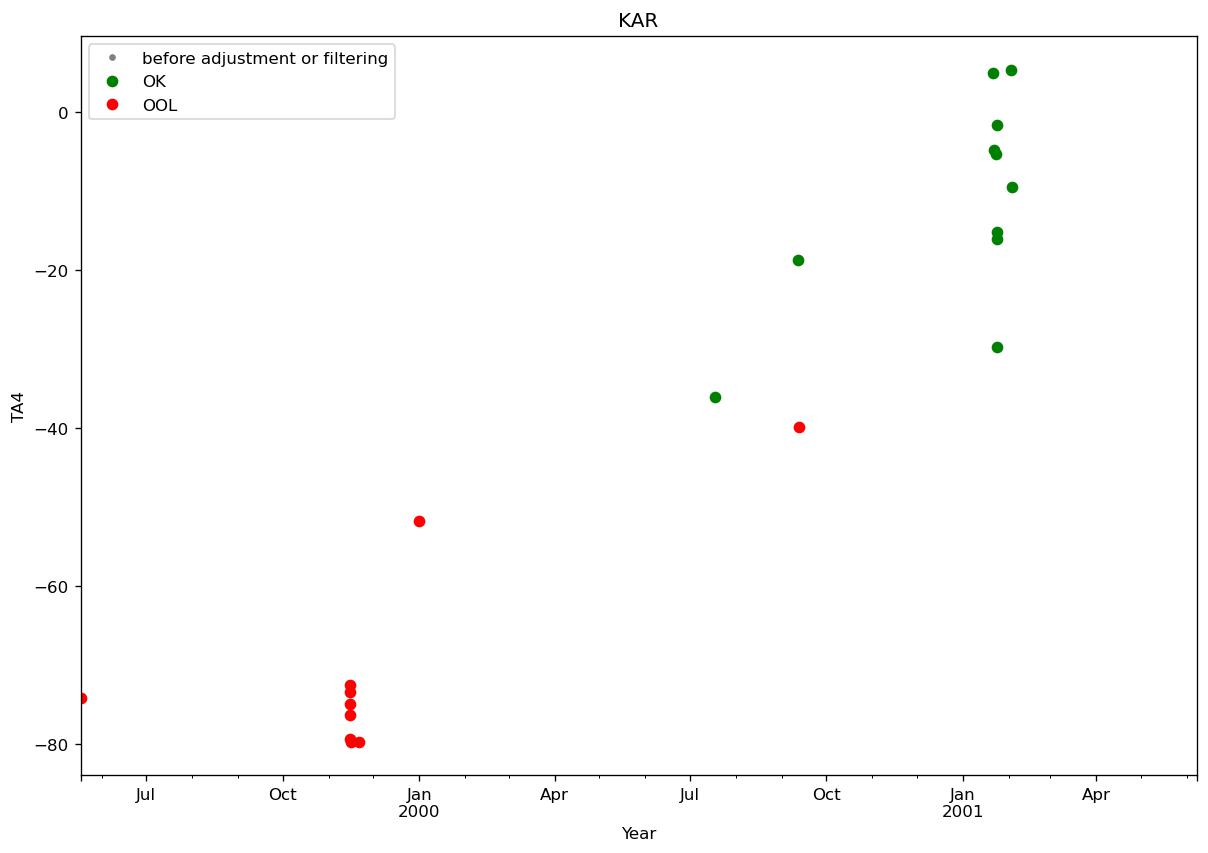 KAR
before adjustment or filtering
OK
OOL
0
−20
−40
−60
−80
TA4
Jul
Oct
Jan
2000
Apr
Jul
Oct
Jan
2001
Apr
Year